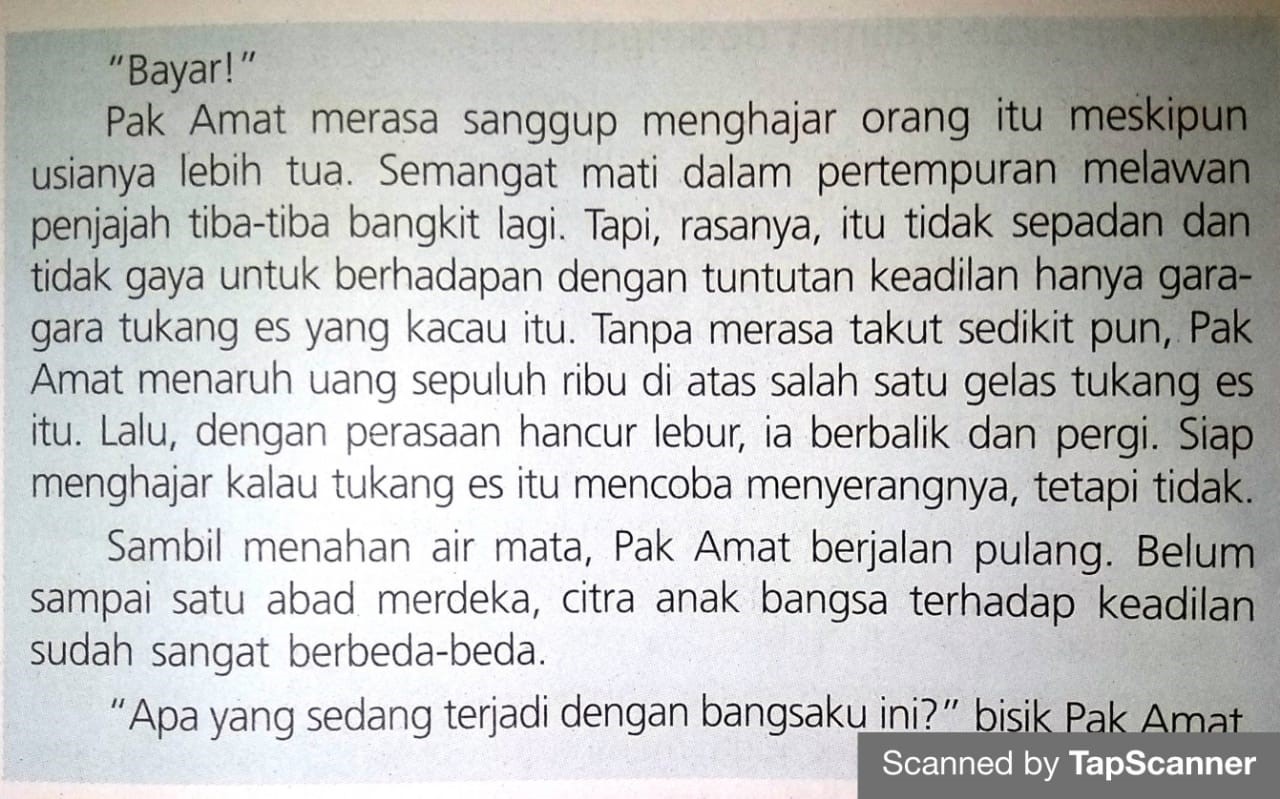 "Bayar!"
Pak Amat merasa sanggup menghajar orang itu meskipun
usianya lebih tua. Semangat mati dalam pertempuran melawan
penjajah tiba-tiba bangkit lagi. Tapi, rasanya, itu tidak sepadan dan
tidak gaya untuk berhadapan dengan tuntutan keadilan hanya gara-
gara tukang es yang kacau itu. Tanpa merasa takut sedikit pun, Pak
Amat menaruh uang sepuluh ribu di atas salah satu gelas tukang es
itu. Lalu, dengan perasaan hancur lebur, ia berbalik dan pergi. Siap
menghajar kalau tukang es itu mencoba menyerangnya, tetapi tidak.
Sambil menahan air mata, Pak Amat berjalan pulang. Belum
sampai satu abad merdeka, citra anak bangsa terhadap keadilan
sudah sangat berbeda-beda.
"Apa yang sedang terjadi dengan bangsaku ini?" bisik Pak Amat
Scanned by TapScanner